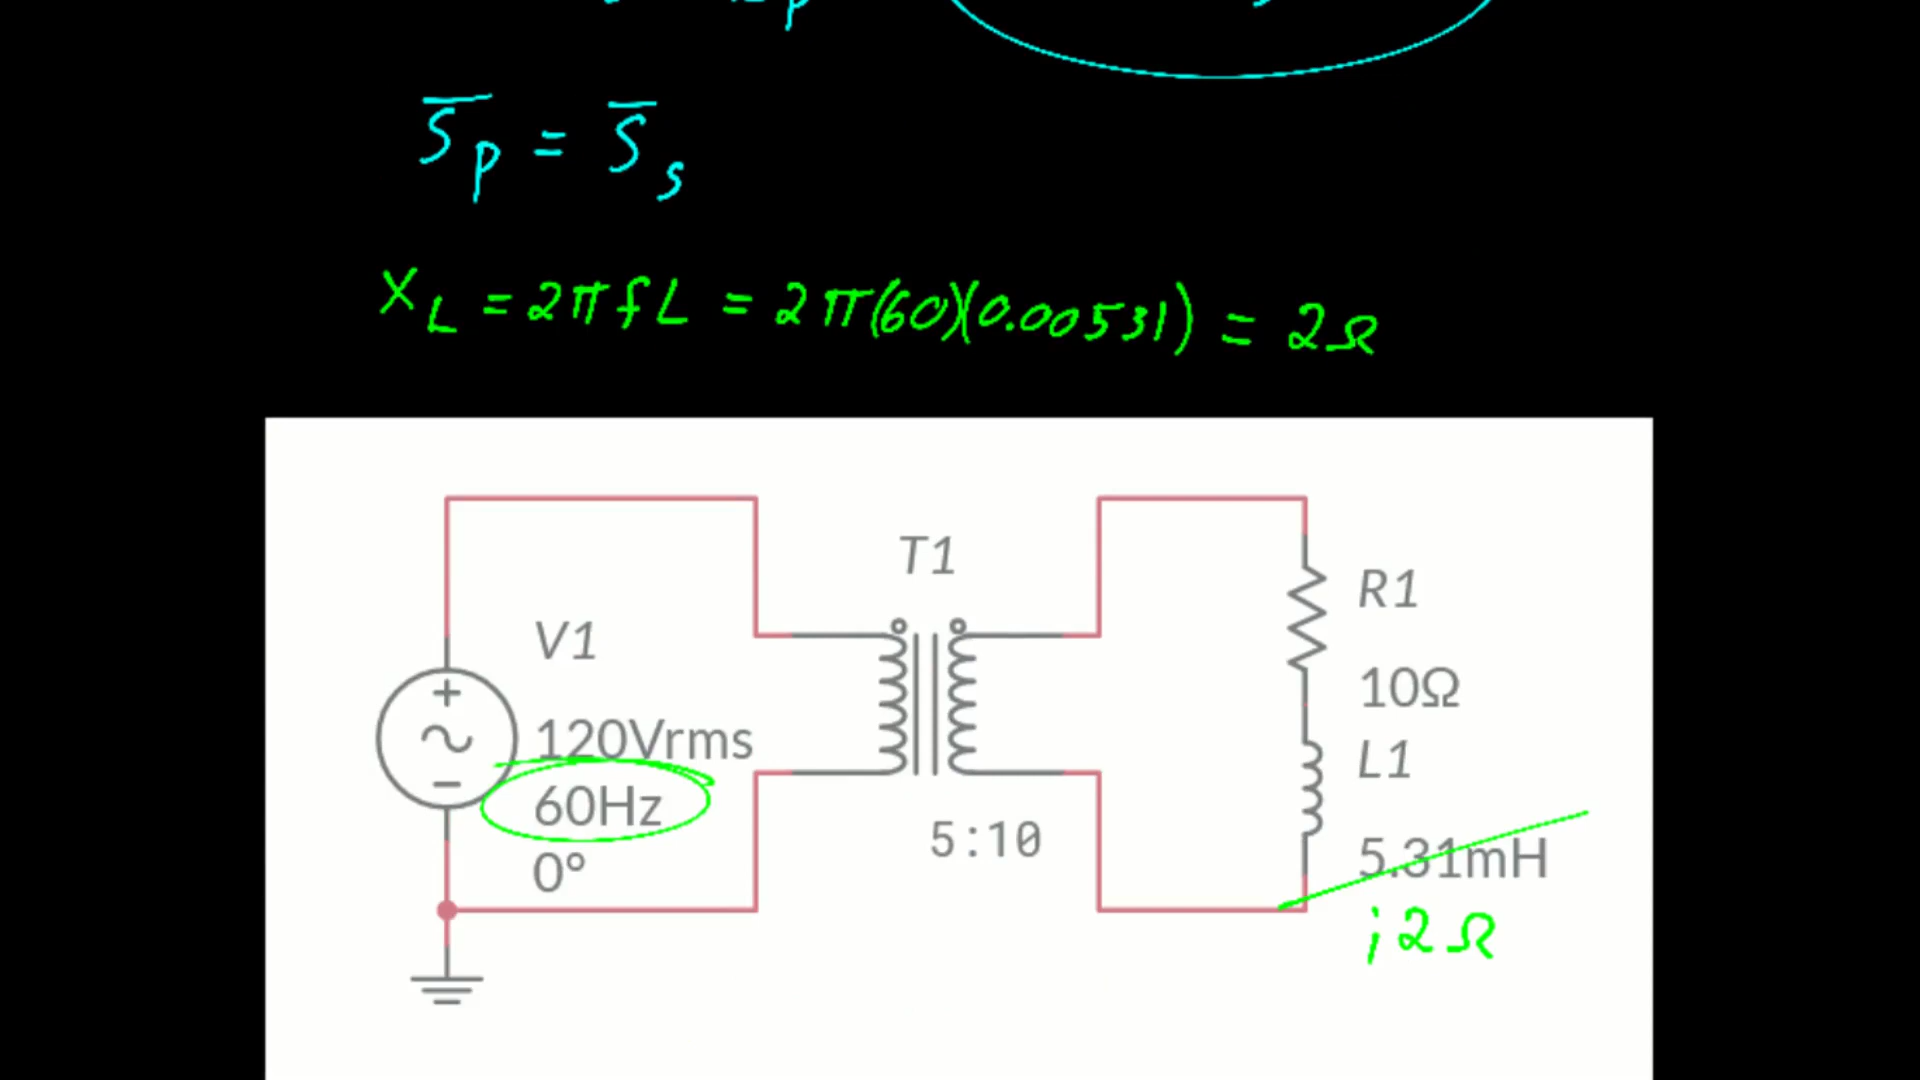 S̅p = S̅s
X_L = 2πfL = 2π(60)(0.00531) = 2Ω
T1
R1
V1
10Ω
120Vrms
L1
60Hz
5:10
5.31mH
0°
j2Ω